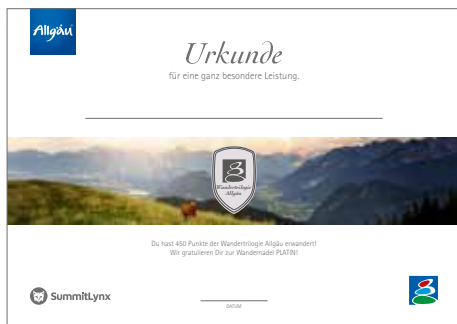 Allgäu
Urkunde
für eine ganz besondere Leistung.
Wandertrilogie
Allgäu
Du hast 450 Punkte der Wandertrilogie Allgäu erwandert!
Wir gratulieren Dir zur Wandernadel PLATIN!
SummitLynx
DATUM